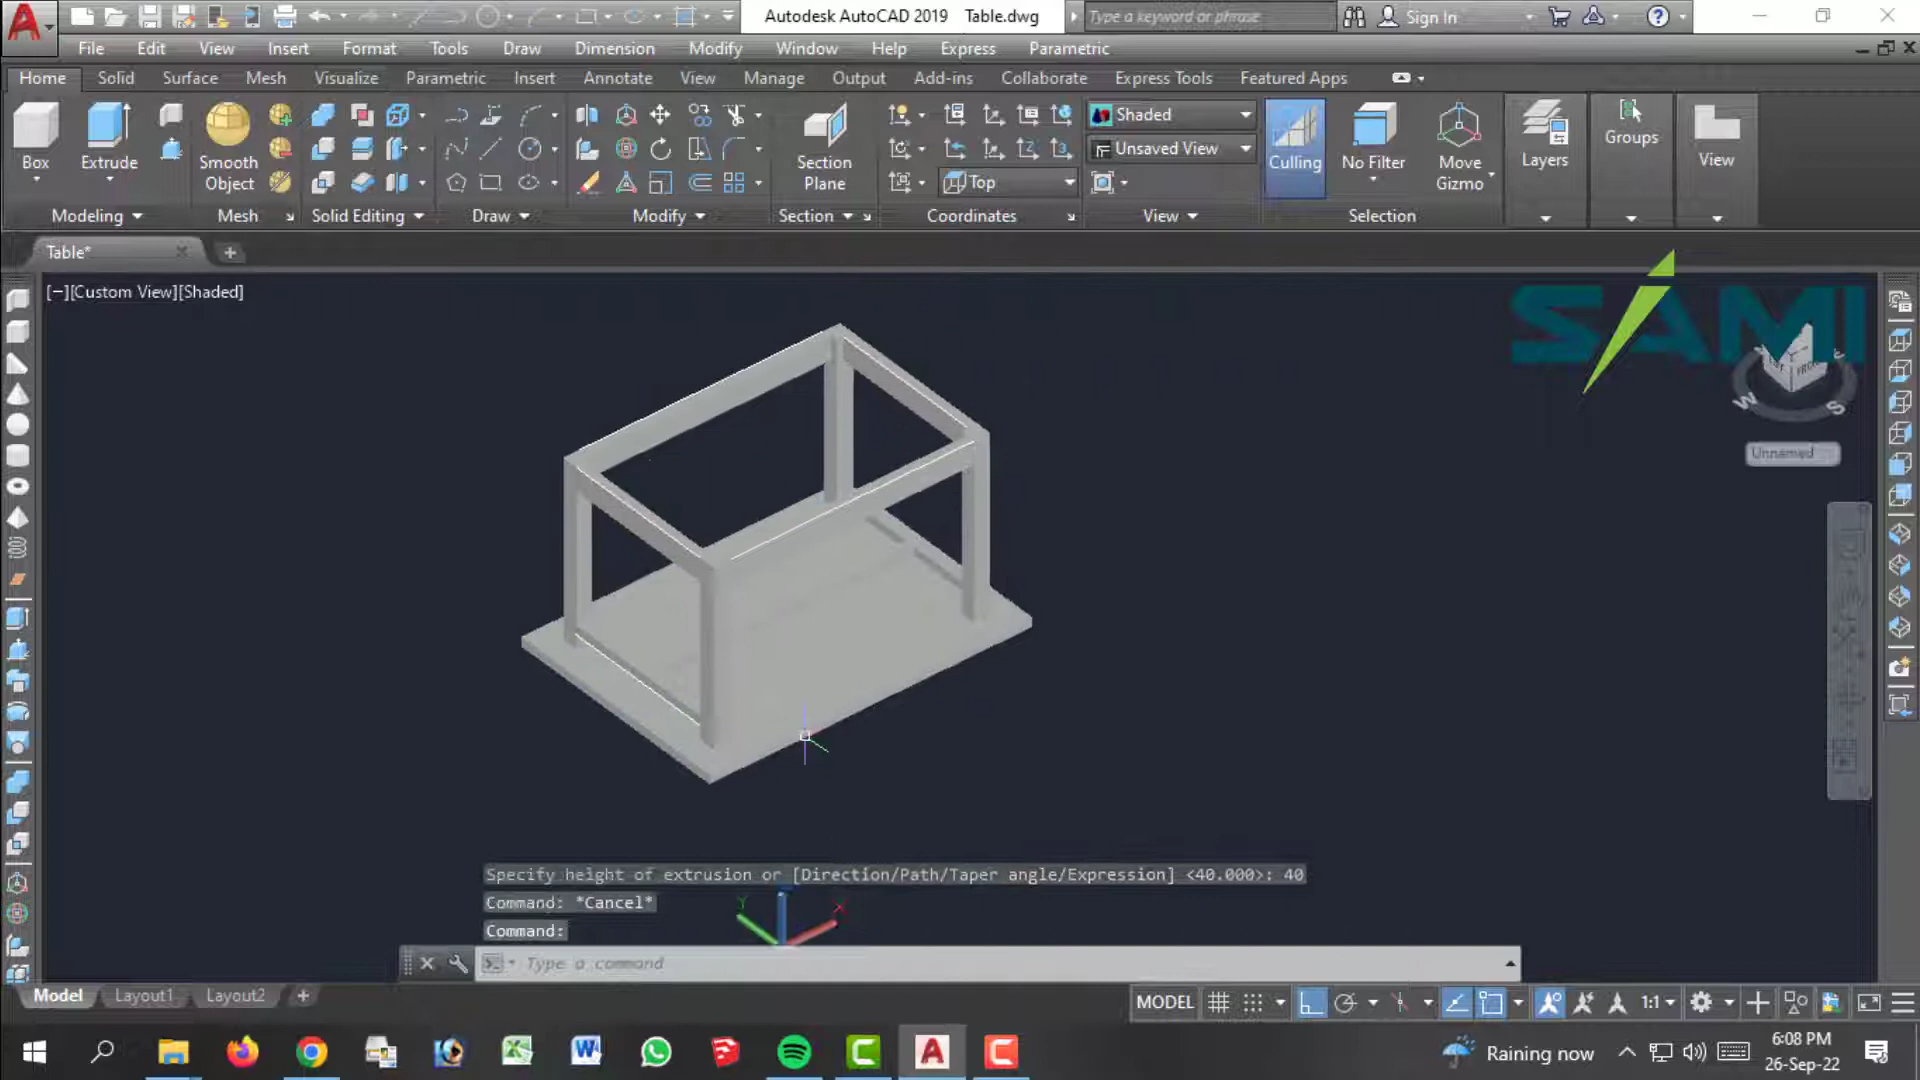 Autodesk AutoCAD 2019 Table.dwg
Type a keyword or phrase
Sign In
File Edit View Insert Format Tools Draw Dimension Modify Window Help Express Parametric
Home Solid Surface Mesh Visualize Parametric Insert Annotate View Manage Output Add-ins Collaborate Express Tools Featured Apps
Shaded
Unsaved View
Top
Box Extrude
Smooth Object
Section Plane
Culling No Filter
Move Gizmo
Layers Groups View
Modeling Mesh Solid Editing Draw Modify Section Coordinates View Selection
Table*
[−][Custom View][Shaded]
SAMI
W
S
Unnamed
Specify height of extrusion or [Direction/Path/Taper angle/Expression] <40.000>: 40
Command: *Cancel*
Command:
Y X
Type a command
Model Layout1 Layout2
MODEL 1:1
Raining now
6:08 PM
26-Sep-22